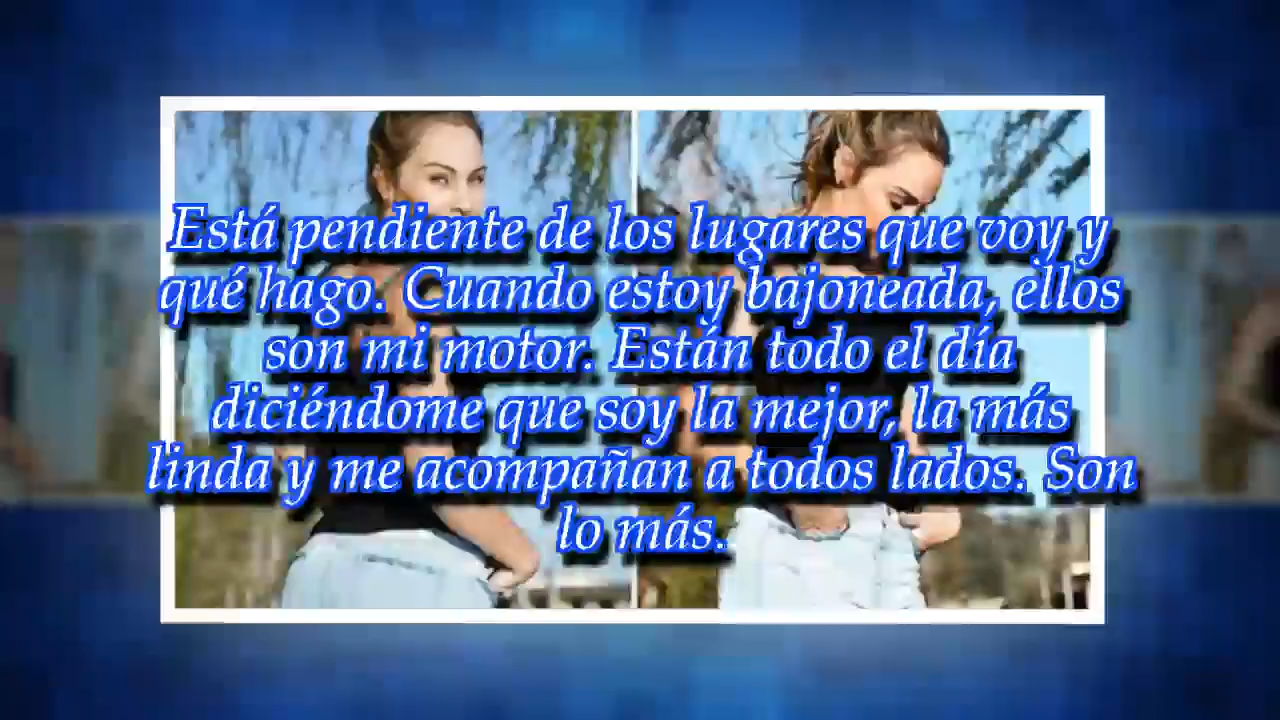 Está pendiente de los lugares que voy y
qué hago. Cuando estoy bajoneada, ellos
son mi motor. Están todo el día
diciéndome que soy la mejor, la más
linda y me acompañan a todos lados. Son
lo más.